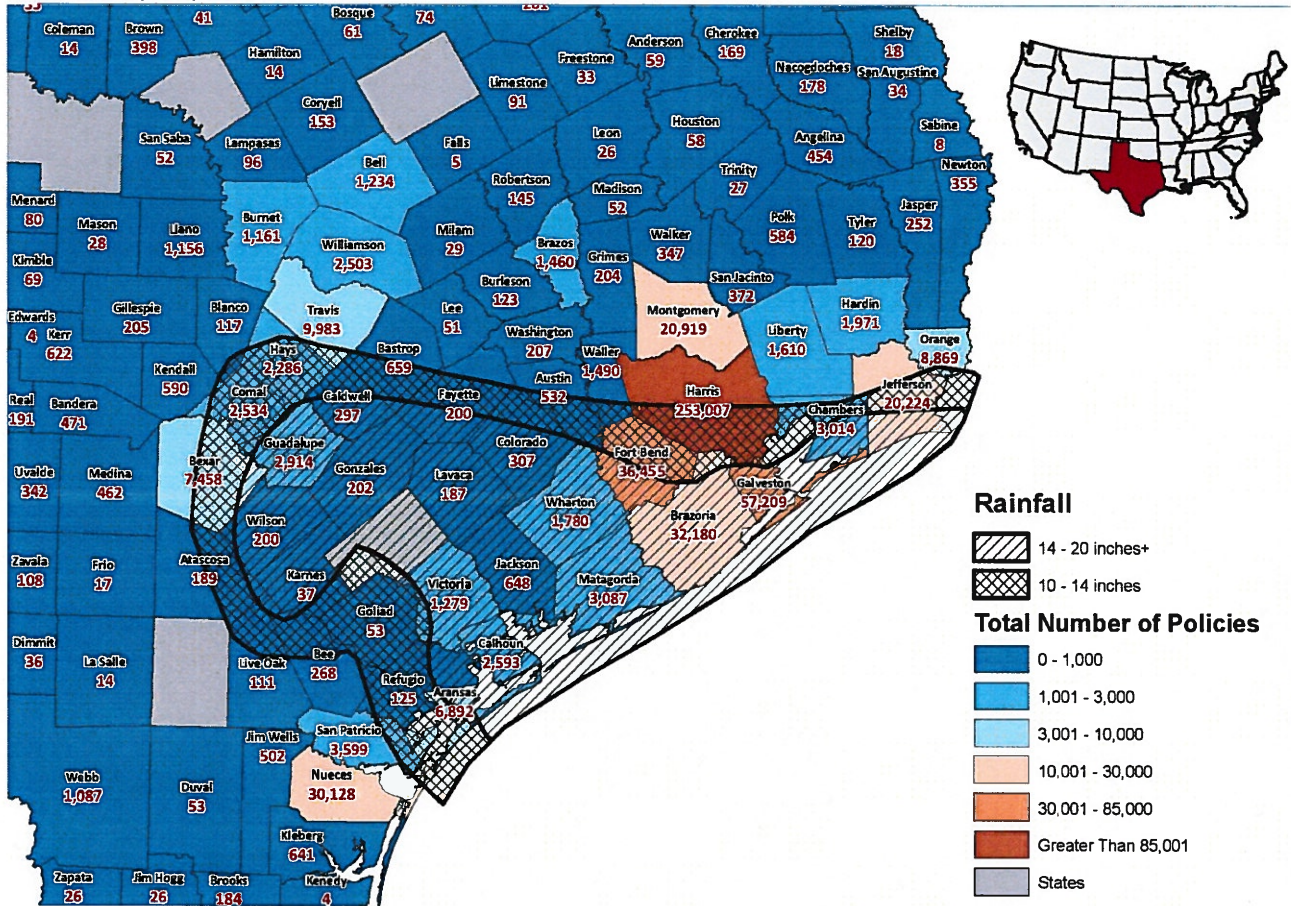 41
Bosque
61
74
Coleman
14
Brown
398
Hamilton
14
Limestone
91
Freestone
33
Anderson
59
Cherokee
169
Shelby
18
Nacogdoches
178
San Augustine
34
Coryell
153
San Saba
52
Lampasas
96
Bell
1,234
Falls
5
Leon
26
Houston
58
Angelina
454
Sabine
8
Newton
355
Menard
80
Mason
28
Llano
1,156
Burnet
1,161
Williamson
2,503
Milam
29
Robertson
145
Brazos
1,460
Madison
52
Grimes
204
Walker
347
Trinity
27
Polk
584
Tyler
120
Jasper
252
Kimble
69
Edwards
4
Kerr
622
Gillespie
205
Blanco
117
Travis
9,983
Lee
51
Burleson
123
Washington
207
Waller
1,490
Montgomery
20,919
San Jacinto
372
Liberty
1,610
Hardin
1,971
Orange
8,869
Real
191
Bandera
471
Kendall
590
Hays
2,286
Comal
2,534
Bastrop
659
Caldwell
297
Fayette
200
Austin
532
Harris
253,007
Chambers
3,014
Jefferson
20,224
Uvalde
342
Medina
462
Bexar
7,458
Guadalupe
2,914
Gonzales
202
Lavaca
187
Colorado
307
Fort Bend
36,455
Galveston
57,209
Wharton
1,780
Brazoria
32,180
Wilson
200
Zavala
108
Frio
17
Atascosa
189
Karnes
37
Goliad
53
Victoria
1,279
Jackson
648
Matagorda
3,087
Dimmit
36
La Salle
14
Live Oak
111
Bee
268
Refugio
125
Calhoun
2,593
Aransas
6,892
Jim Wells
502
San Patricio
3,599
Nueces
30,128
Webb
1,087
Duval
53
Kleberg
641
Zapata
26
Jim Hogg
26
Brooks
184
Kenedy
4
Rainfall
14 - 20 inches+
10 - 14 inches
Total Number of Policies
0 - 1,000
1,001 - 3,000
3,001 - 10,000
10,001 - 30,000
30,001 - 85,000
Greater Than 85,001
States